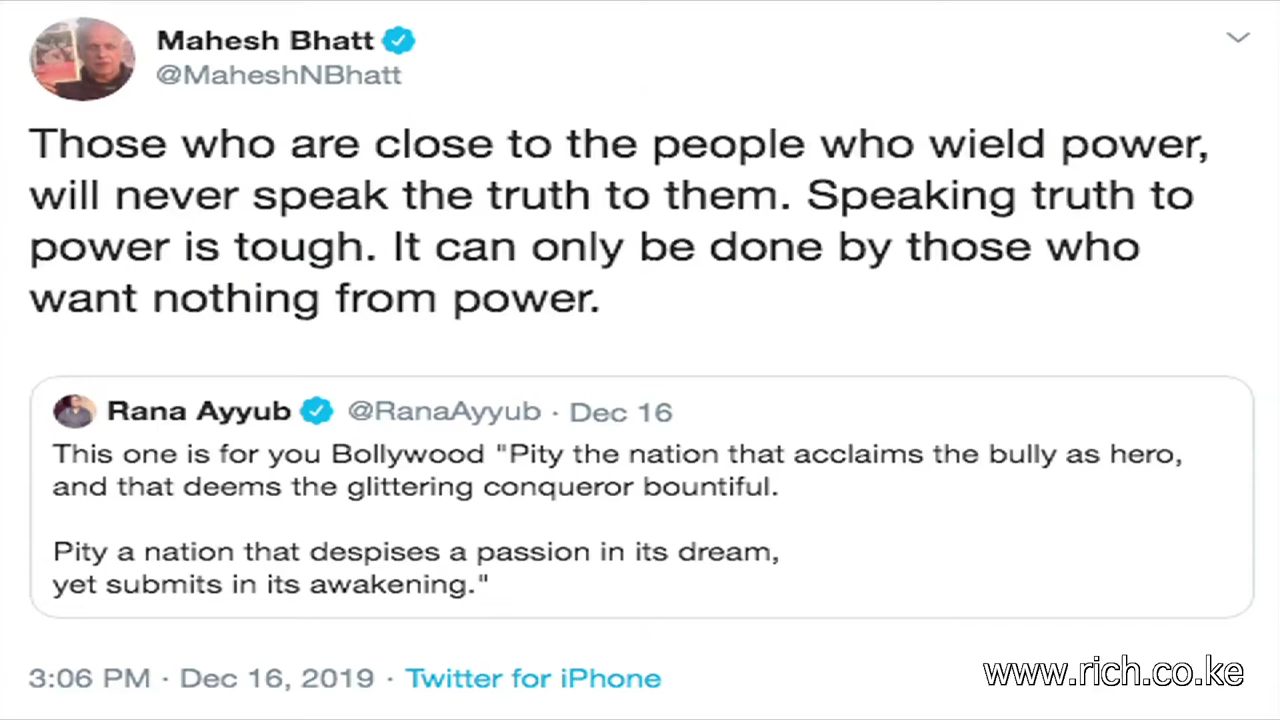 Mahesh Bhatt
@MaheshNBhatt
Those who are close to the people who wield power,
will never speak the truth to them. Speaking truth to
power is tough. It can only be done by those who
want nothing from power.
Rana Ayyub @RanaAyyub · Dec 16
This one is for you Bollywood "Pity the nation that acclaims the bully as hero,
and that deems the glittering conqueror bountiful.
Pity a nation that despises a passion in its dream,
yet submits in its awakening."
3:06 PM · Dec 16, 2019 · Twitter for iPhone
www.rich.co.ke